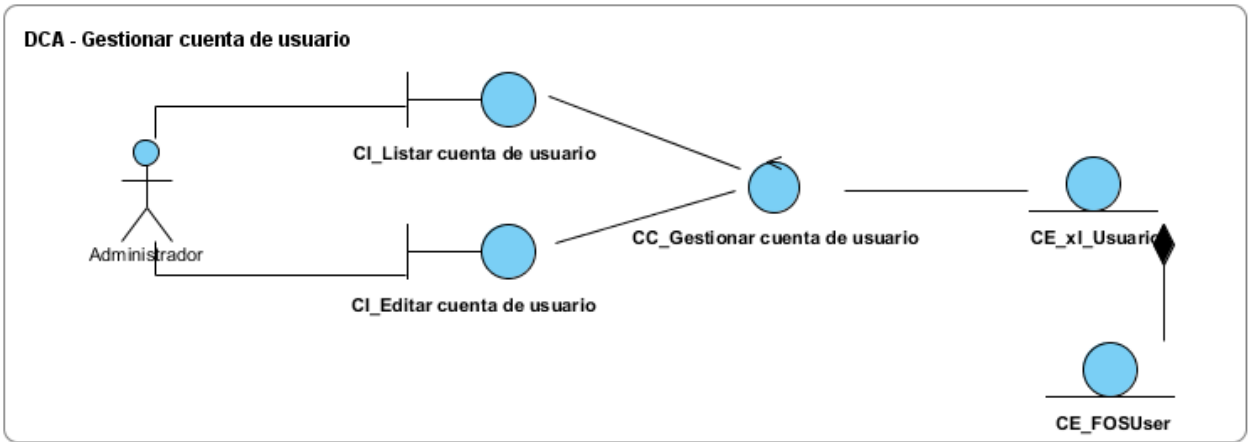 DCA - Gestionar cuenta de usuario
CI_Listar cuenta de usuario
Administrador
CC_Gestionar cuenta de usuario
CE_xl_Usuario
CI_Editar cuenta de usuario
CE_FOSUser